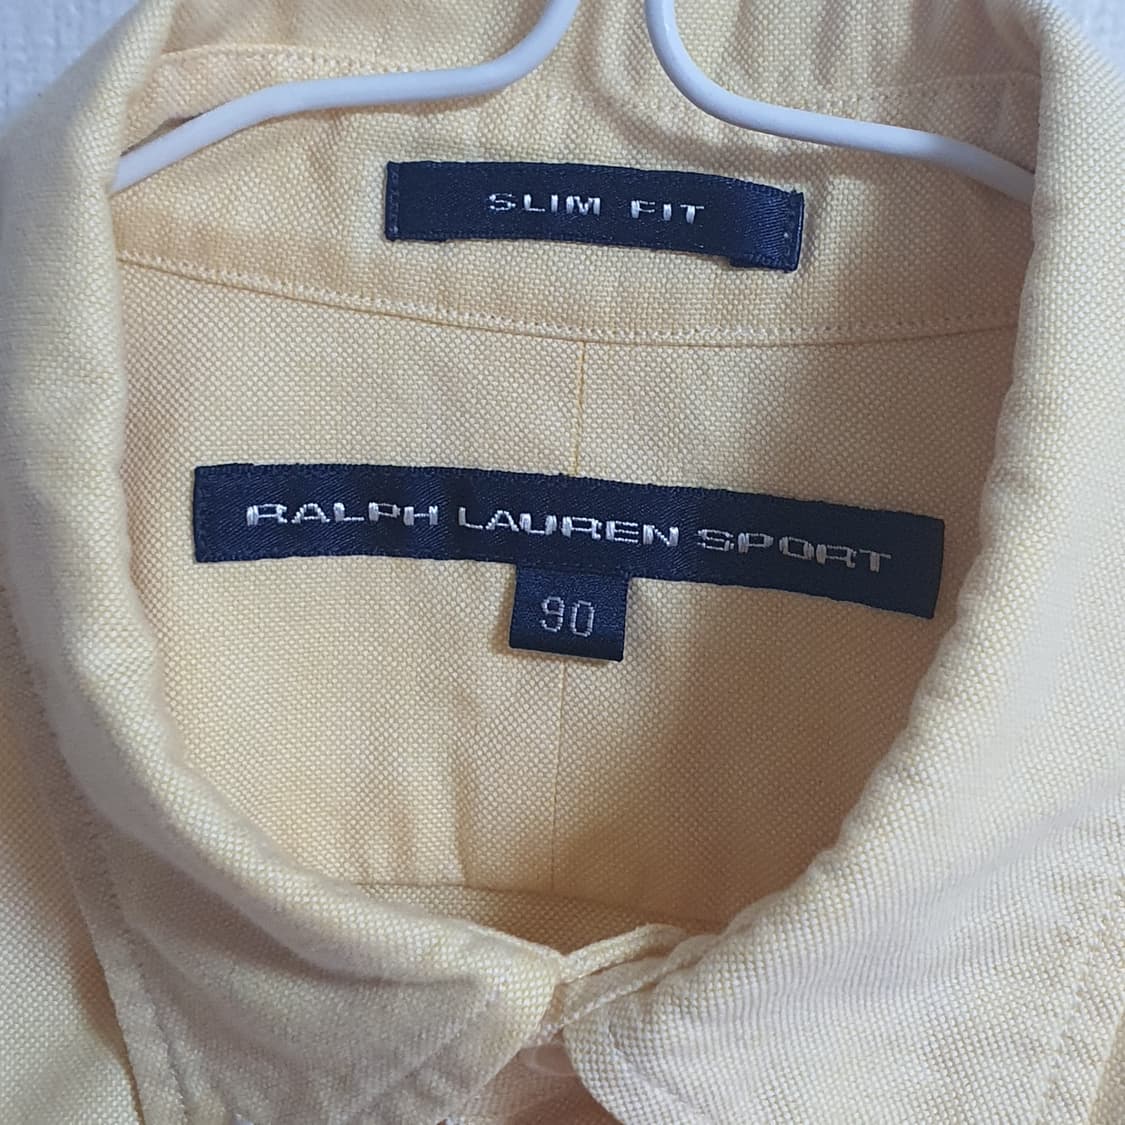 SLIM FIT
RALPH LAUREN SPORT
90